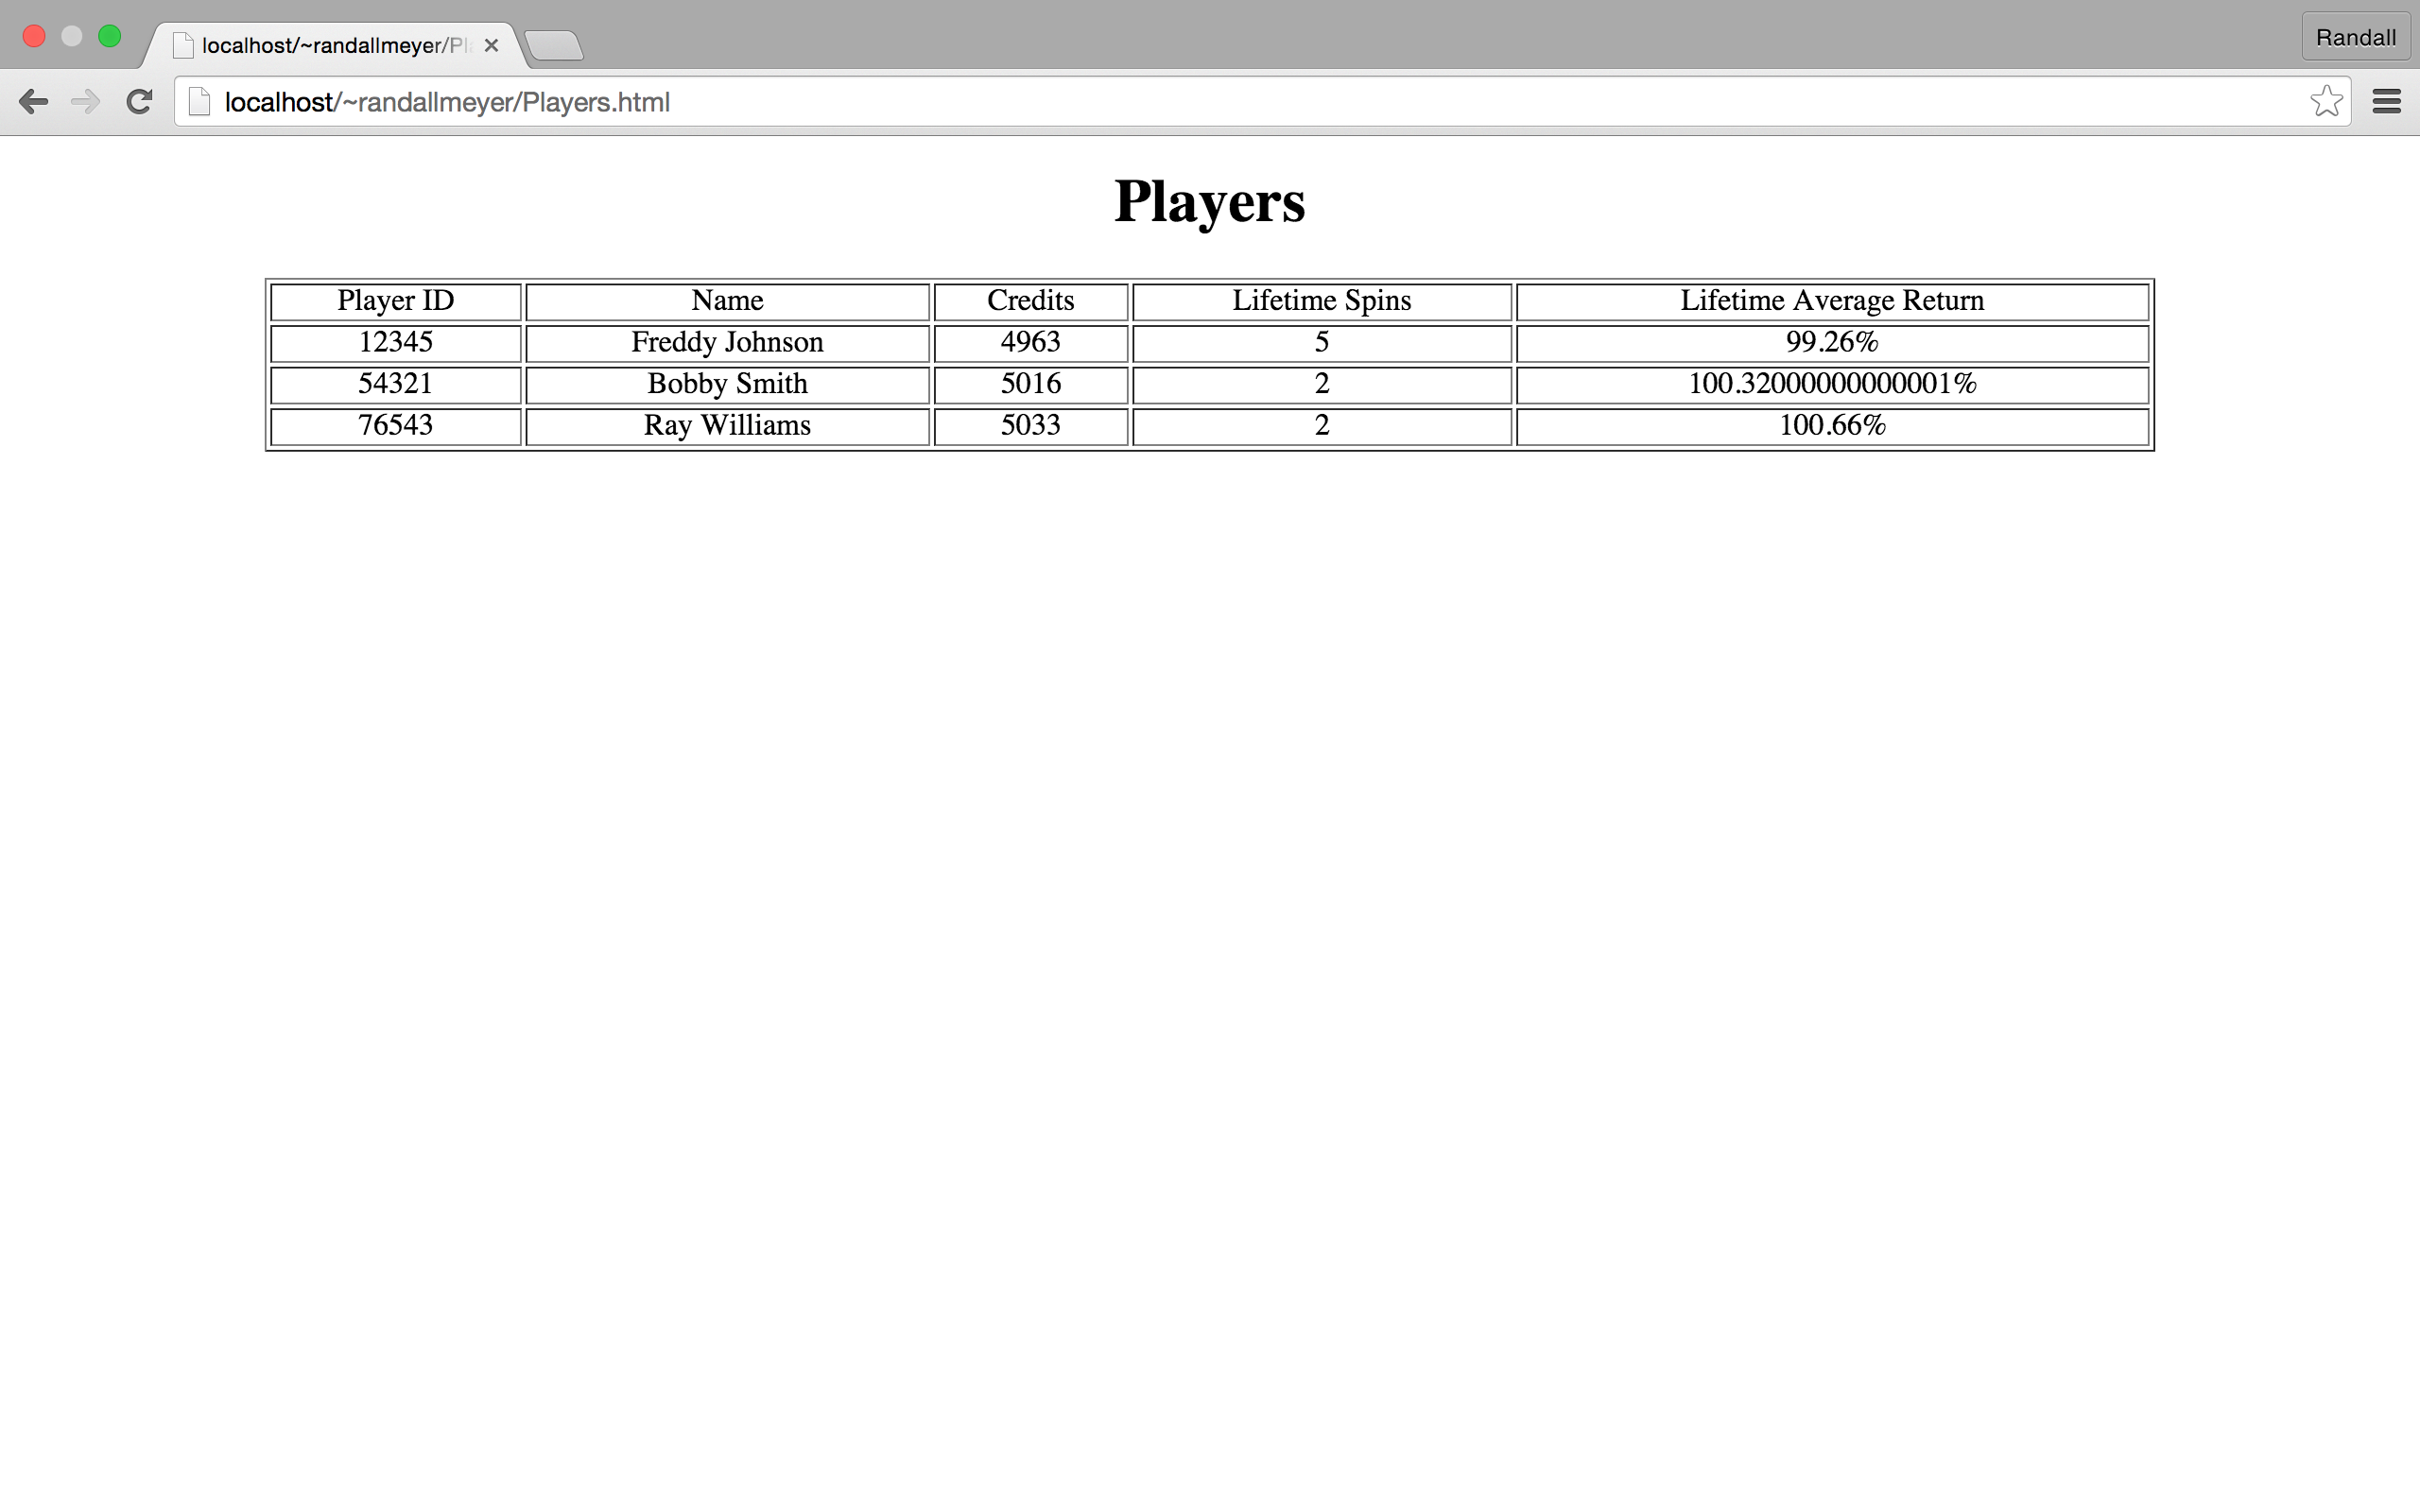 localhost/~randallmeyer/Pl
Randall
localhost/~randallmeyer/Players.html
Players
Player ID Name Credits Lifetime Spins Lifetime Average Return
12345 Freddy Johnson 4963 5 99.26%
54321 Bobby Smith 5016 2 100.32000000000001%
76543 Ray Williams 5033 2 100.66%